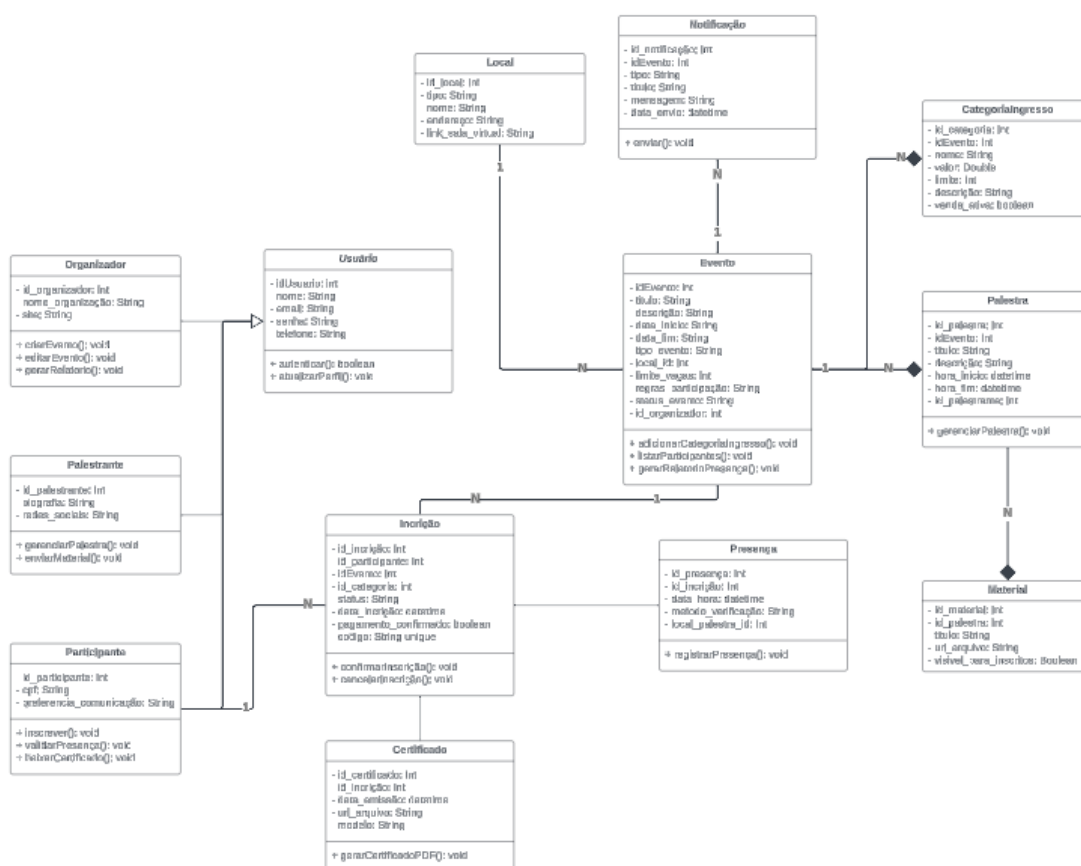 Notificação
- id_notificação: Int
- idEvento: Int
- tipo: String
- titulo: String
- mensagem: String
- data_envio: datetime
+ enviar(): void
Local
- id_local: Int
- tipo: String
nome: String
- endereço: String
- link_sala_virtual: String
CategoriaIngresso
- id_categoria: Int
- idEvento: Int
- nome: String
- valor: Double
- limite: Int
- descrição: String
- venda_ativa: boolean
1
N
N
1
Organizador
- id_organizador: Int
nome_organização: String
- site: String
+ criarEvento(): void
+ editarEvento(): void
+ gerarRelatorio(): void
Usuário
- idUsuario: Int
nome: String
- email: String
- senha: String
telefone: String
+ autenticar(): boolean
+ atualizarPerfil(): void
Evento
- idEvento: Int
- titulo: String
descrição: String
- data_inicio: String
- data_fim: String
tipo_evento: String
- local_id: Int
- limite_vagas: Int
- regras_participação: String
- status_evento: String
- id_organizador: Int
+ adicionarCategoriaIngresso(): void
+ listarParticipantes(): void
+ gerarRelatorioPresença(): void
Palestra
- id_palestra: Int
- idEvento: Int
- titulo: String
- descrição: String
- hora_inicio: datetime
- hora_fim: datetime
- id_palestrante: Int
+ gerenciarPalestra(): void
N
1
N
Palestrante
- id_palestrante: Int
biografia: String
- redes_sociais: String
+ gerenciarPalestra(): void
+ enviarMaterial(): void
N
1
N
Incrição
- id_incrição: Int
id_participante: Int
- idEvento: Int
- id_categoria: Int
status: String
- data_incrição: datetime
- pagamento_confirmado: boolean
codigo: String unique
+ confirmarInscrição(): void
+ cancelarInscrição(): void
Presença
- id_presença: Int
- id_incrição: Int
- data_hora: datetime
- metodo_verificação: String
- local_palestra_id: Int
+ registrarPresença(): void
Material
- id_material: Int
- id_palestra: Int
titulo: String
- url_arquivo: String
- visivel_para_inscritos: Boolean
N
1
Participante
id_participante: Int
- cpf: String
- preferencia_comunicação: String
+ inscrever(): void
+ validarPresença(): void
+ baixarCertificado(): void
Certificado
- id_certificado: Int
id_incrição: Int
- data_emissão: datetime
- url_arquivo: String
modelo: String
+ gerarCertificadoPDF(): void